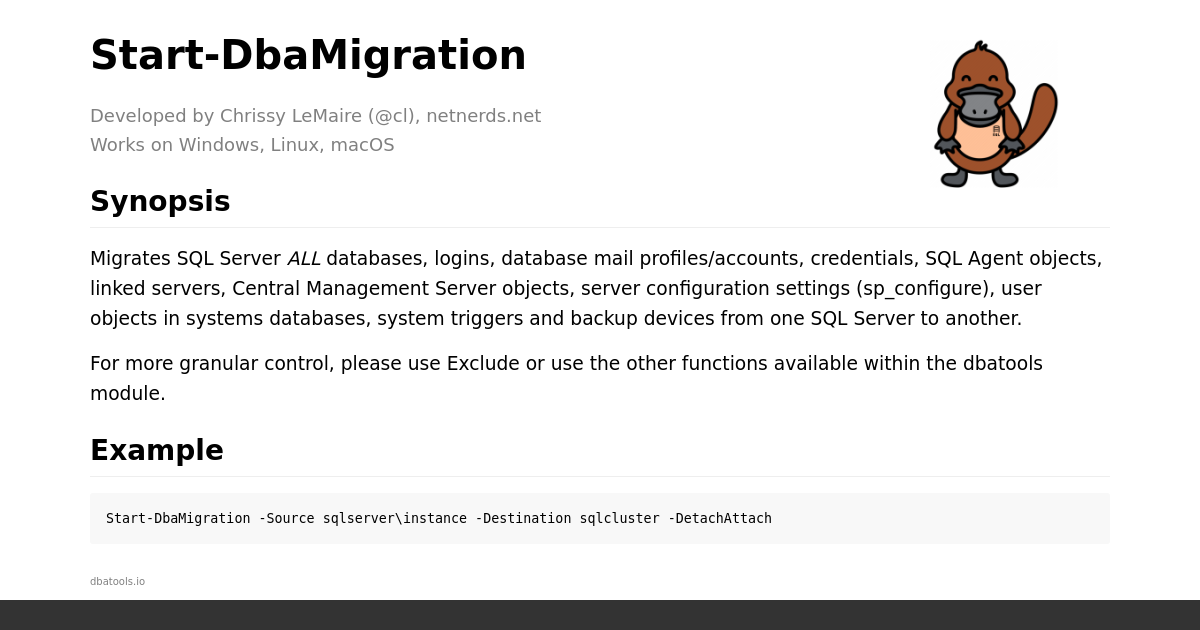 Start-DbaMigration
Developed by Chrissy LeMaire (@cl), netnerds.net
Works on Windows, Linux, macOS
Synopsis
Migrates SQL Server ALL databases, logins, database mail profiles/accounts, credentials, SQL Agent objects,
linked servers, Central Management Server objects, server configuration settings (sp_configure), user
objects in systems databases, system triggers and backup devices from one SQL Server to another.
For more granular control, please use Exclude or use the other functions available within the dbatools
module.
Example
Start-DbaMigration -Source sqlserver\instance -Destination sqlcluster -DetachAttach
dbatools.io